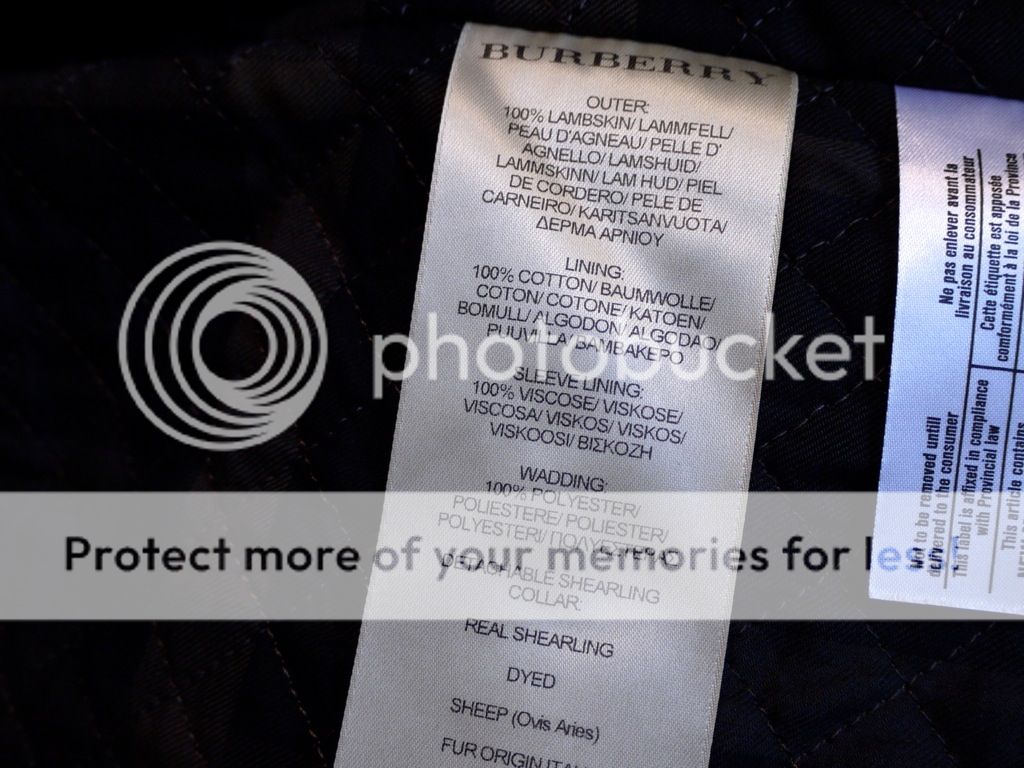 BURBERRY
OUTER:
100% LAMBSKIN/ LAMMFELL/
PEAU D'AGNEAU/ PELLE D'
AGNELLO/ LAMSHUID/
LAMMSKINN/ LAM HUD/ PIEL
DE CORDERO/ PELE DE
CARNEIRO/ KARITSANVUOTA/
ΔΕΡΜΑ ΑΡΝΙΟΥ
LINING:
100% COTTON/ BAUMWOLLE/
COTON/ COTONE/ KATOEN/
BOMULL/ ALGODON/ ALGODAO/
PUUVILLA/ ΒΑΜΒΑΚΕΡΟ
SLEEVE LINING:
100% VISCOSE/ VISKOSE/
VISCOSA/ VISKOS/ VISKOS/
VISKOOSI/ ΒΙΣΚΟΖΗ
WADDING:
100% POLYESTER/
POLIESTERE/ POLIESTER/
POLYESTERI/ ΠΟΛΥΕΣΤΕΡΑΣ
DETACHABLE SHEARLING
COLLAR:
REAL SHEARLING
DYED
SHEEP (Ovis Aries)
FUR ORIGIN
Not to be removed untill
delivered to the consumer
This label is affixed in compliance
with Provincial law
This article contains
Ne pas enlever avant la
livraison au consommateur
Cette étiquette est apposée
comformément à la loi de la Province
photobucket
Protect more of your memories for less!